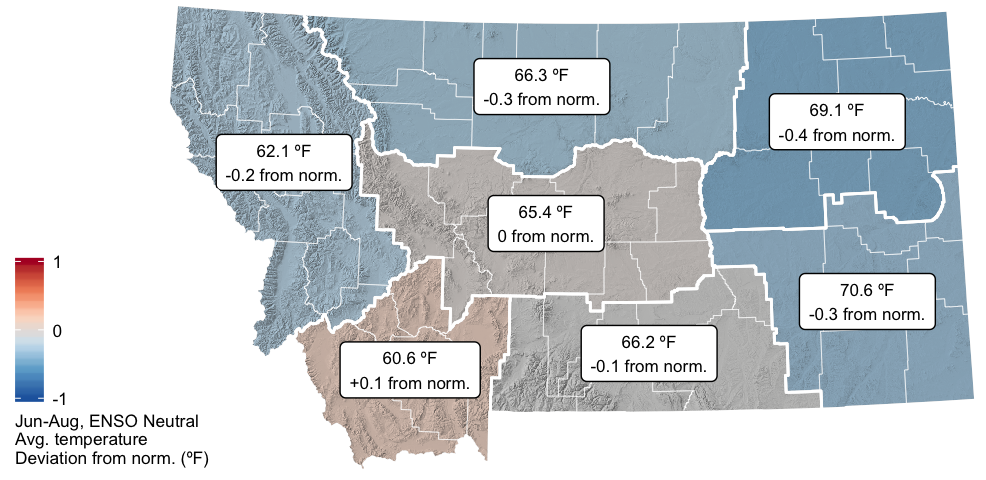 66.3 ºF
-0.3 from norm.
69.1 ºF
-0.4 from norm.
62.1 ºF
-0.2 from norm.
65.4 ºF
0 from norm.
70.6 ºF
-0.3 from norm.
66.2 ºF
-0.1 from norm.
60.6 ºF
+0.1 from norm.
1
0
-1
Jun-Aug, ENSO Neutral
Avg. temperature
Deviation from norm. (ºF)